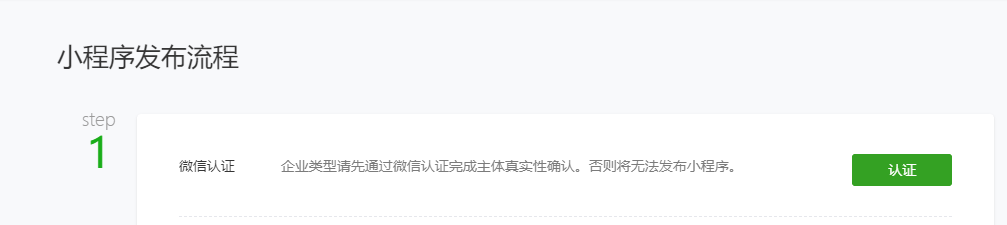 小程序发布流程
step
1
微信认证
企业类型请先通过微信认证完成主体真实性确认。否则将无法发布小程序。
认证